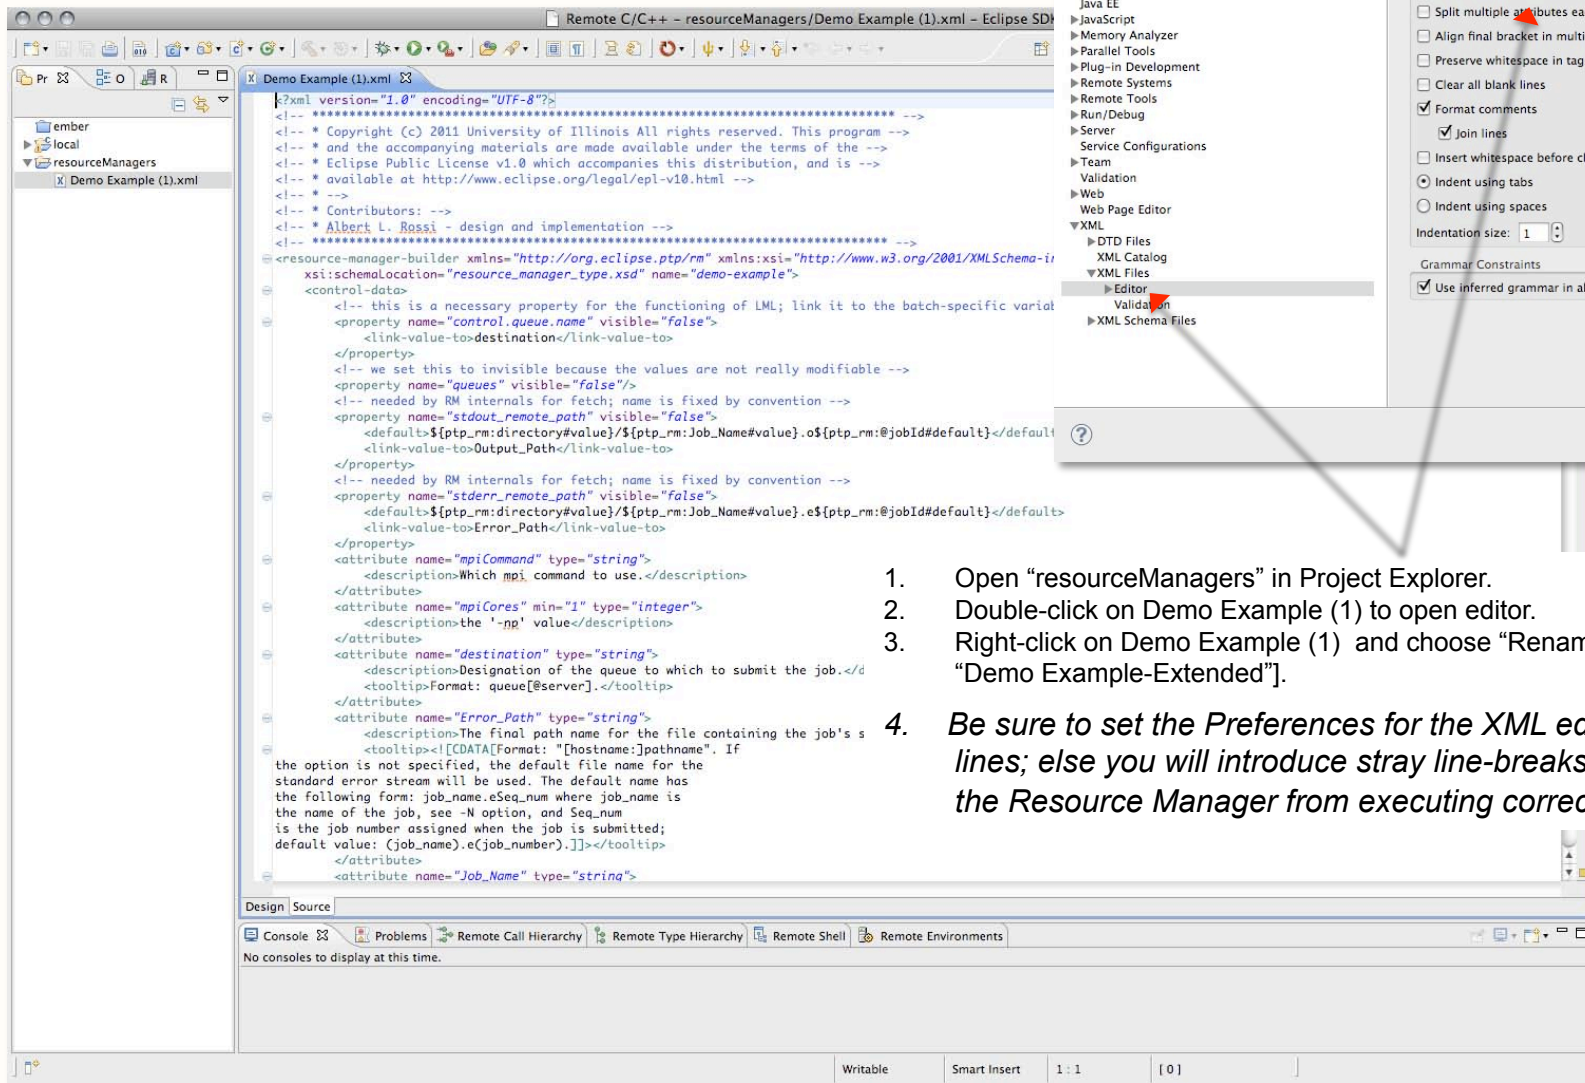 Remote C/C++ - resourceManagers/Demo Example (1).xml - Eclipse SDK
Pr
O
R
ember
local
resourceManagers
Demo Example (1).xml
Demo Example (1).xml
<?xml version="1.0" encoding="UTF-8"?>
<!-- ******************************************************************************* -->
<!-- * Copyright (c) 2011 University of Illinois All rights reserved. This program -->
<!-- * and the accompanying materials are made available under the terms of the -->
<!-- * Eclipse Public License v1.0 which accompanies this distribution, and is -->
<!-- * available at http://www.eclipse.org/legal/epl-v10.html -->
<!-- * -->
<!-- * Contributors: -->
<!-- * Albert L. Rossi - design and implementation -->
<!-- ****************************************************************************** -->
<resource-manager-builder xmlns="http://org.eclipse.ptp/rm" xmlns:xsi="http://www.w3.org/2001/XMLSchema-in
xsi:schemaLocation="resource_manager_type.xsd" name="demo-example">
<control-data>
<!-- this is a necessary property for the functioning of LML; link it to the batch-specific variab
<property name="control.queue.name" visible="false">
<link-value-to>destination</link-value-to>
</property>
<!-- we set this to invisible because the values are not really modifiable -->
<property name="queues" visible="false"/>
<!-- needed by RM internals for fetch; name is fixed by convention -->
<property name="stdout_remote_path" visible="false">
<default>${ptp_rm:directory#value}/${ptp_rm:Job_Name#value}.o${ptp_rm:@jobId#default}</default
<link-value-to>Output_Path</link-value-to>
</property>
<!-- needed by RM internals for fetch; name is fixed by convention -->
<property name="stderr_remote_path" visible="false">
<default>${ptp_rm:directory#value}/${ptp_rm:Job_Name#value}.e${ptp_rm:@jobId#default}</default>
<link-value-to>Error_Path</link-value-to>
</property>
<attribute name="mpiCommand" type="string">
<description>Which mpi command to use.</description>
</attribute>
<attribute name="mpiCores" min="1" type="integer">
<description>the '-np' value</description>
</attribute>
<attribute name="destination" type="string">
<description>Designation of the queue to which to submit the job.</d
<tooltip>Format: queue[@server].</tooltip>
</attribute>
<attribute name="Error_Path" type="string">
<description>The final path name for the file containing the job's s
<tooltip><![CDATA[Format: "[hostname:]pathname". If
the option is not specified, the default file name for the
standard error stream will be used. The default name has
the following form: job_name.eSeq_num where job_name is
the name of the job, see -N option, and Seq_num
is the job number assigned when the job is submitted;
default value: (job_name).e(job_number).]]></tooltip>
</attribute>
<attribute name="Job_Name" type="string">
Design Source
Java EE
JavaScript
Memory Analyzer
Parallel Tools
Plug-in Development
Remote Systems
Remote Tools
Run/Debug
Server
Service Configurations
Team
Validation
Web
Web Page Editor
XML
DTD Files
XML Catalog
XML Files
Editor
Validation
XML Schema Files
Split multiple attributes ea
Align final bracket in multi
Preserve whitespace in tag
Clear all blank lines
Format comments
Join lines
Insert whitespace before cl
Indent using tabs
Indent using spaces
Indentation size: 1
Grammar Constraints
Use inferred grammar in a
1. Open “resourceManagers” in Project Explorer.
2. Double-click on Demo Example (1) to open editor.
3. Right-click on Demo Example (1) and choose “Renam
“Demo Example-Extended”].
4. Be sure to set the Preferences for the XML ed
lines; else you will introduce stray line-breaks
the Resource Manager from executing correc
Console Problems Remote Call Hierarchy Remote Type Hierarchy Remote Shell Remote Environments
No consoles to display at this time.
Writable Smart Insert 1 : 1 [ 0 ]